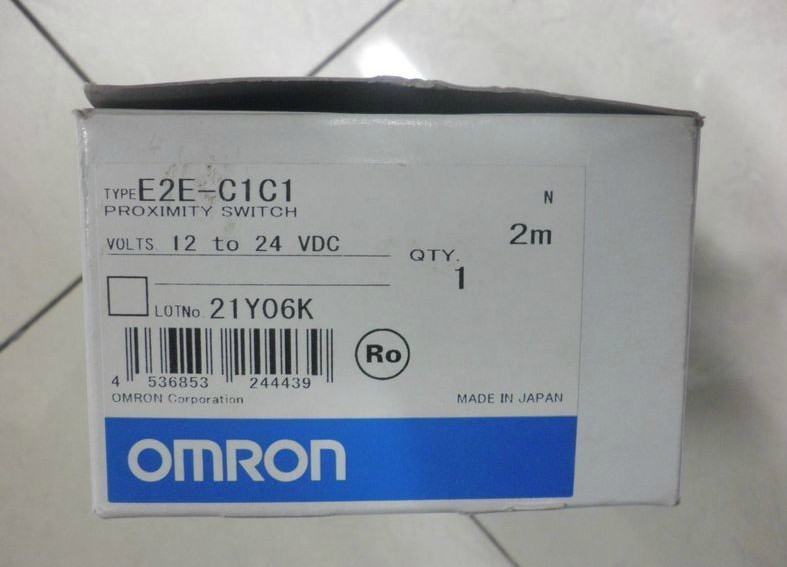 TYPE E2E-C1C1
N
PROXIMITY SWITCH
VOLTS 12 to 24 VDC
2m
QTY.
1
LOTNo. 21Y06K
Ro
4 536853 244439
OMRON Corporation
MADE IN JAPAN
OMRON